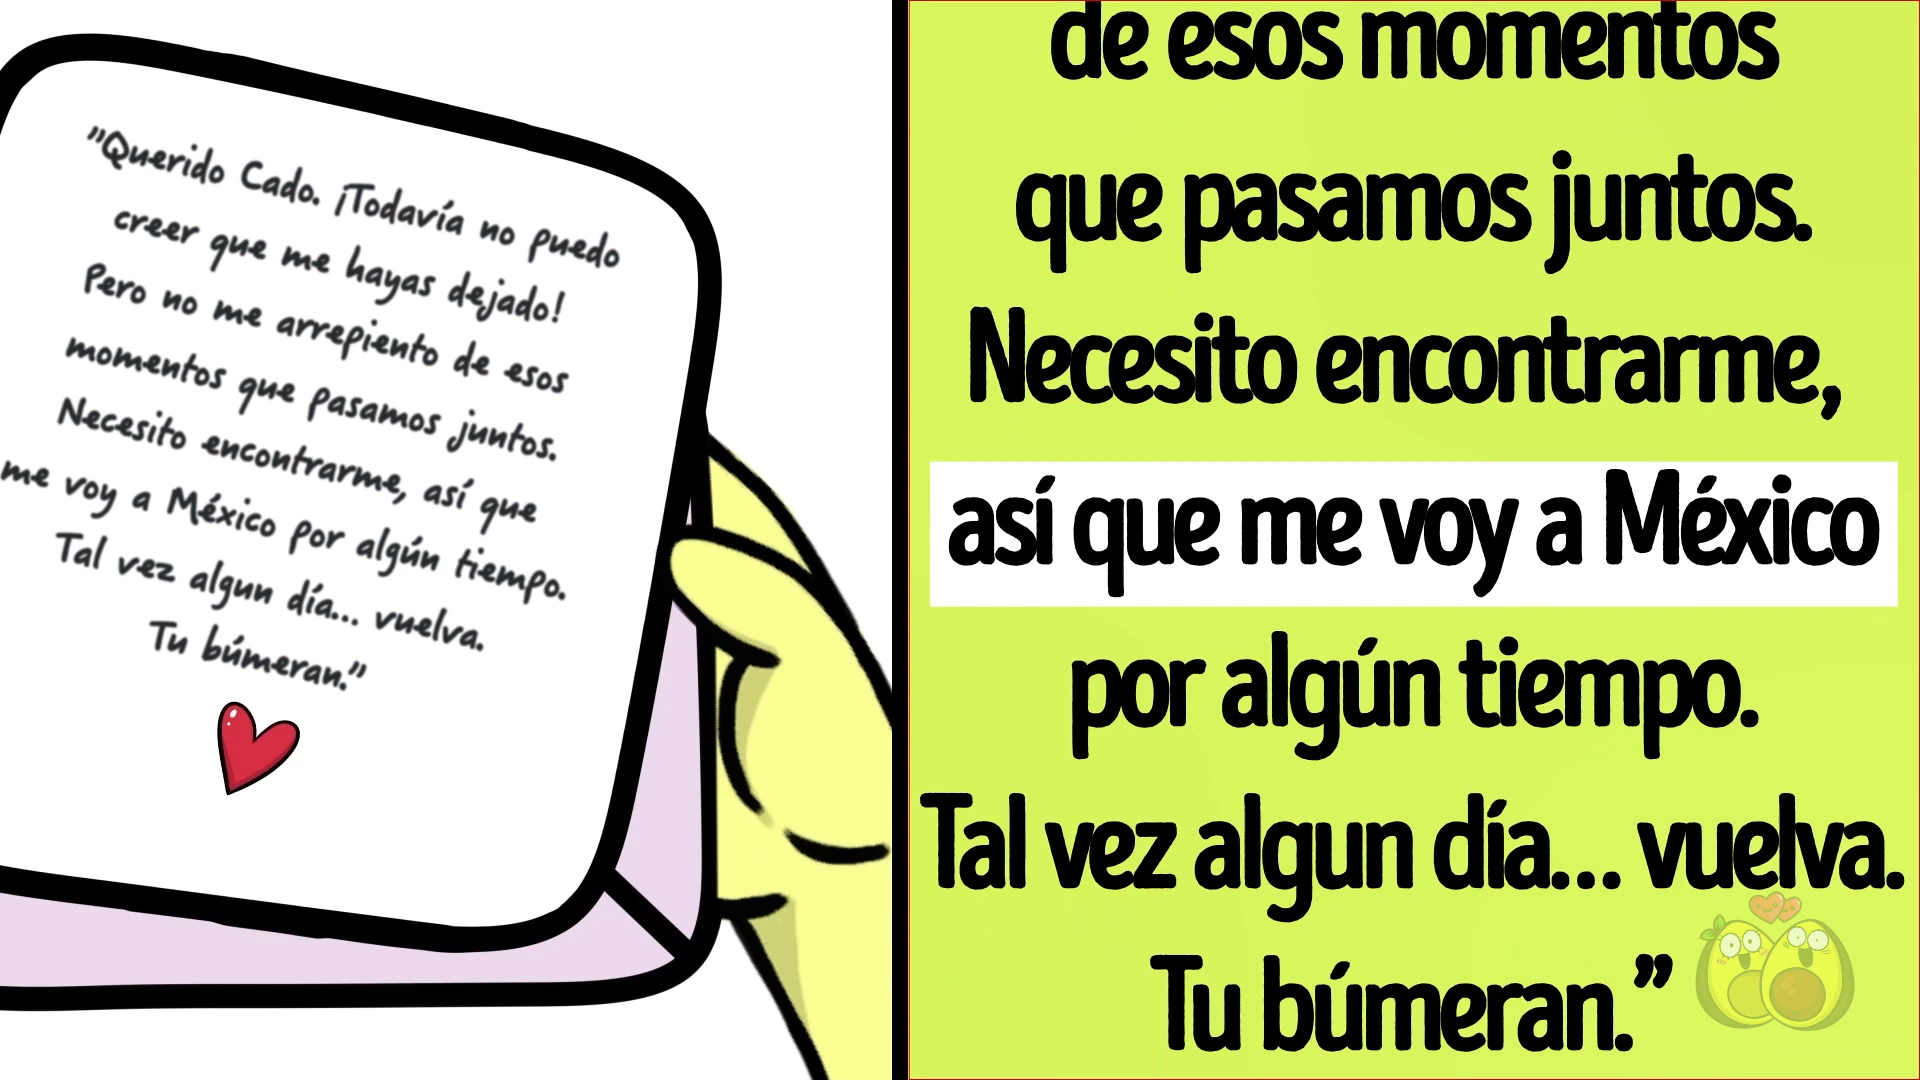 "Querido Cado. ¡Todavía no puedo
creer que me hayas dejado!
Pero no me arrepiento de esos
momentos que pasamos juntos.
Necesito encontrarme, así que
me voy a México por algún tiempo.
Tal vez algun día... vuelva.
Tu búmeran."
de esos momentos
que pasamos juntos.
Necesito encontrarme,
así que me voy a México
por algún tiempo.
Tal vez algun día... vuelva.
Tu búmeran."